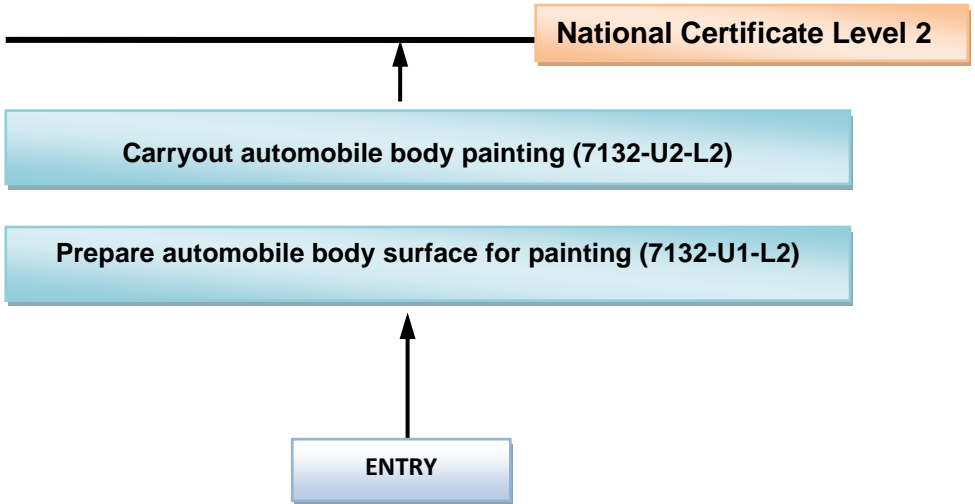 National Certificate Level 2
Carryout automobile body painting (7132-U2-L2)
Prepare automobile body surface for painting (7132-U1-L2)
ENTRY